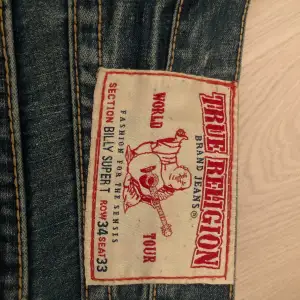 TRUE RELIGION
BRAND JEANS®
WORLD TOUR
FASHION FOR THE SENSES
SECTION BILLY SUPER T
ROW 34 SEAT 33